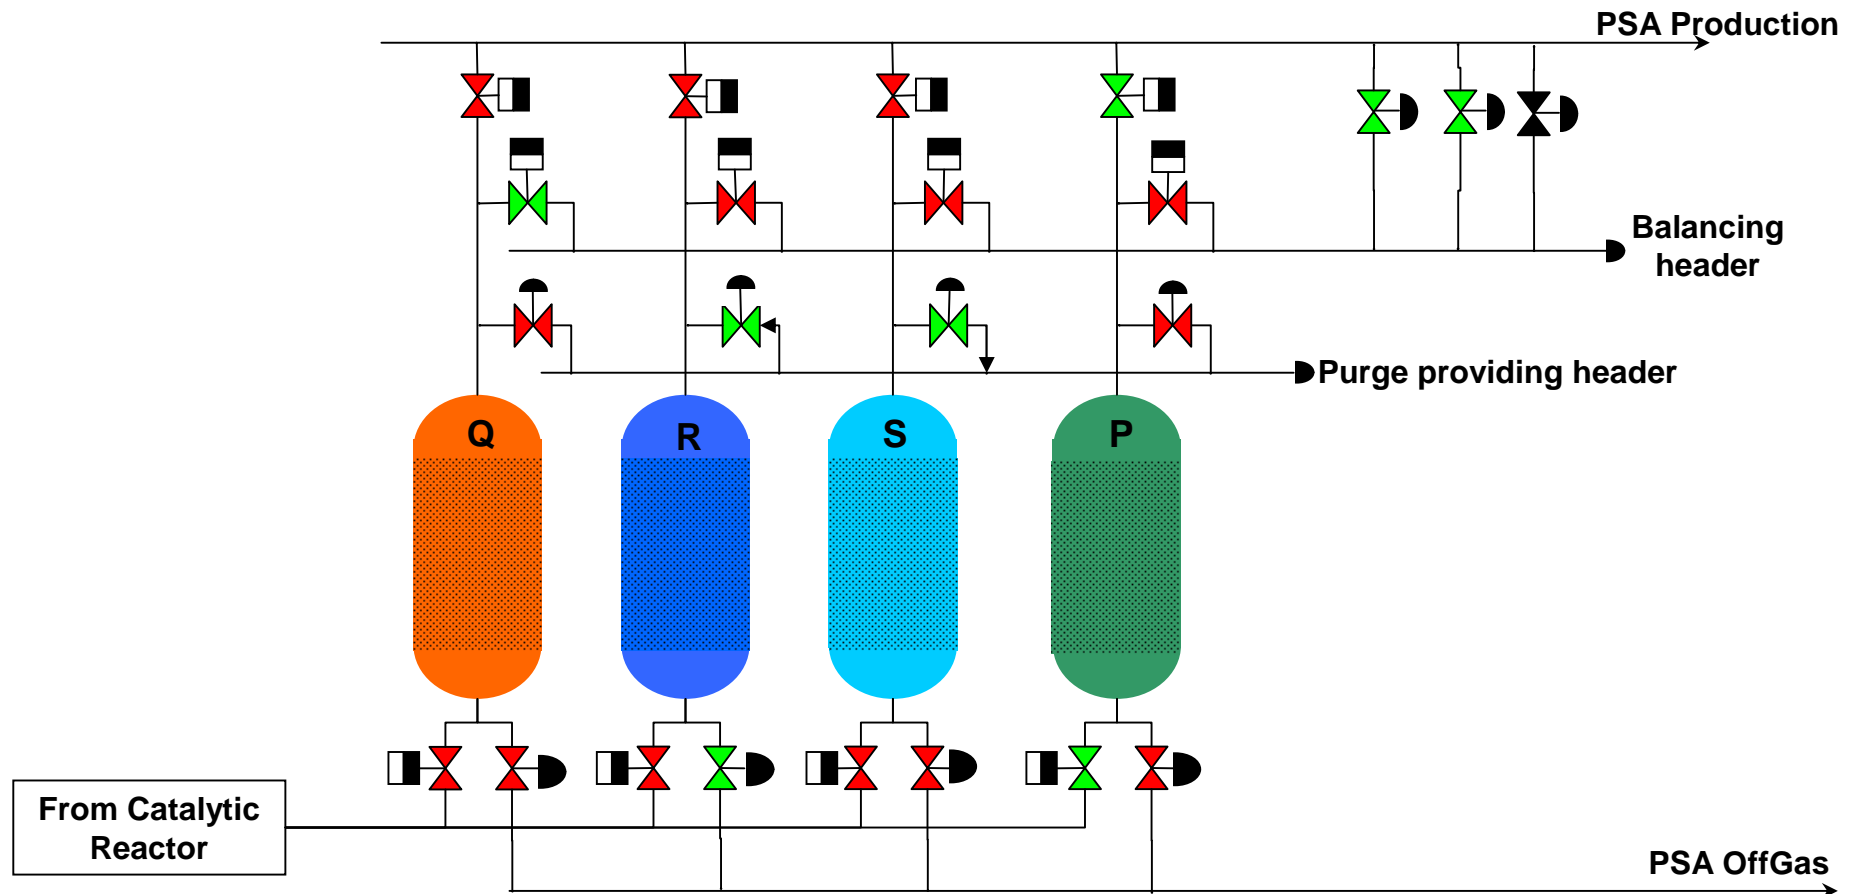 PSA Production
Balancing
header
Purge providing header
Q
R
S
P
From Catalytic
Reactor
PSA OffGas